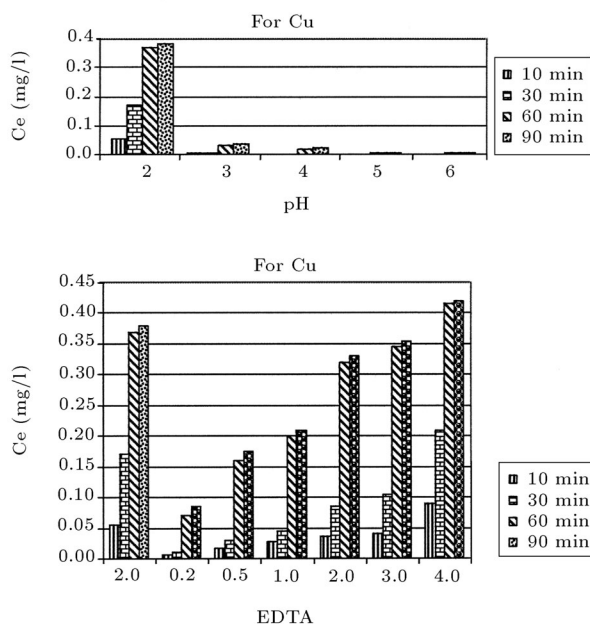 For Cu
Ce (mg/l)
0.4
0.3
0.2
0.1
0.0
2 3 4 5 6
pH
10 min
30 min
60 min
90 min
For Cu
Ce (mg/l)
0.45
0.40
0.35
0.30
0.25
0.20
0.15
0.10
0.05
0.00
2.0 0.2 0.5 1.0 2.0 3.0 4.0
EDTA
10 min
30 min
60 min
90 min